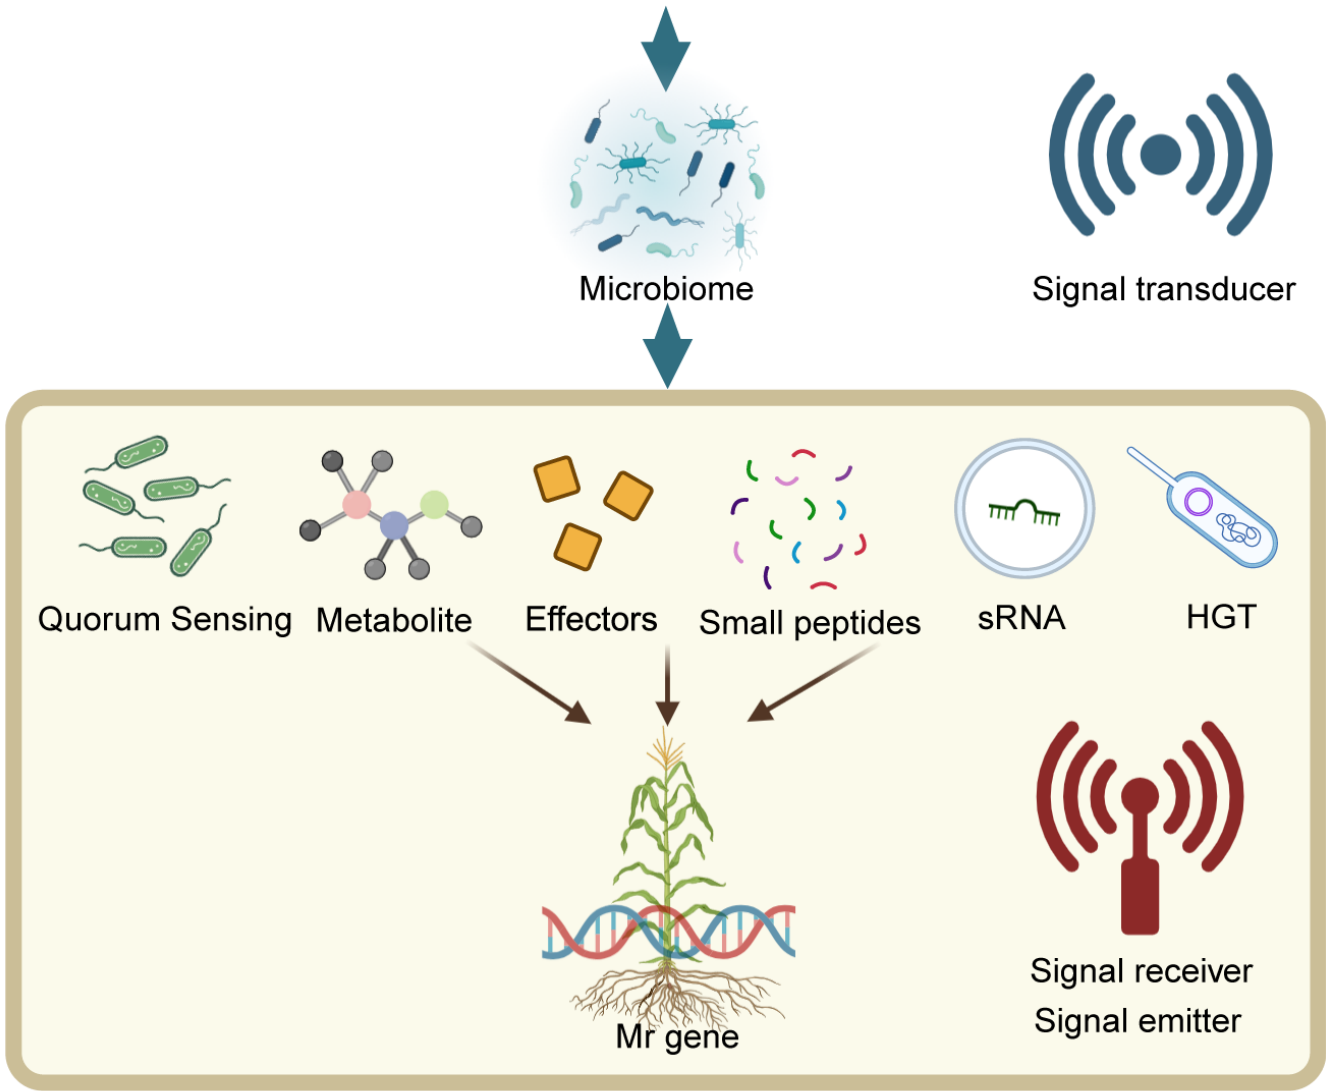 Microbiome
Signal transducer
Quorum Sensing
Metabolite
Effectors
Small peptides
sRNA
HGT
Signal receiver
Signal emitter
Mr gene